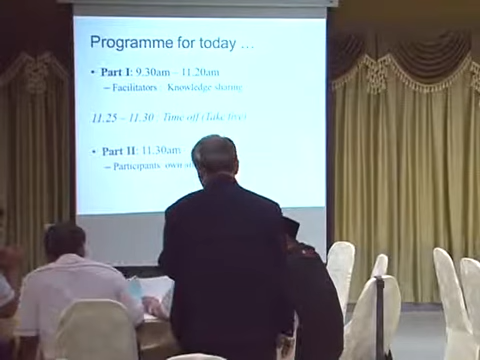 Programme for today …
• Part I: 9.30am – 11.20am
– Facilitators Knowledge sharing
11.25 – 11.30 Time off (Take five)
• Part II: 11.30am
– Participants own